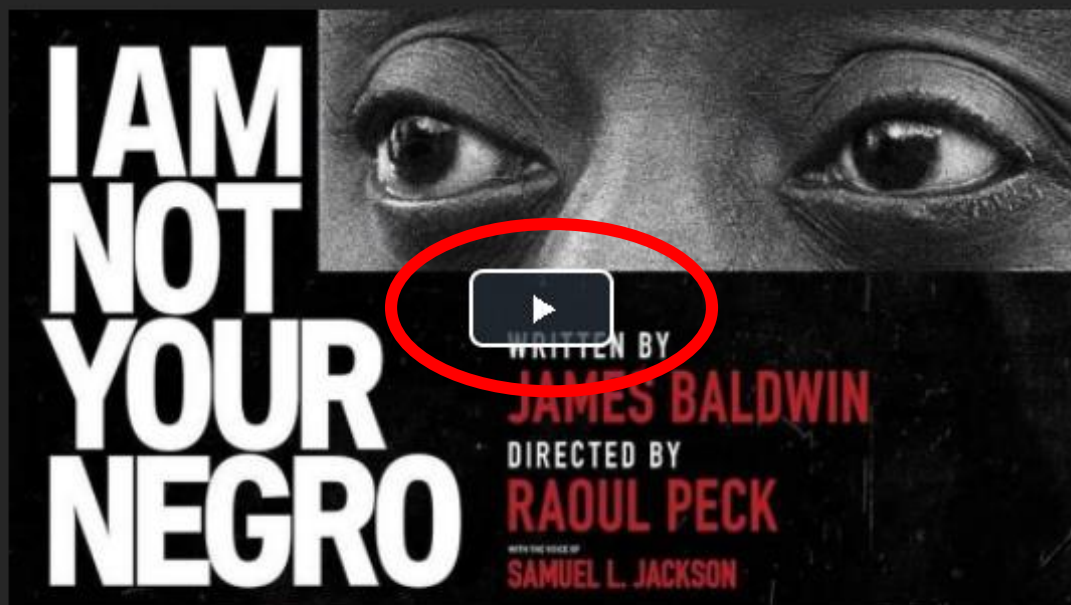 I AM
NOT
YOUR
NEGRO
WRITTEN BY
JAMES BALDWIN
DIRECTED BY
RAOUL PECK
WITH THE VOICE OF
SAMUEL L. JACKSON